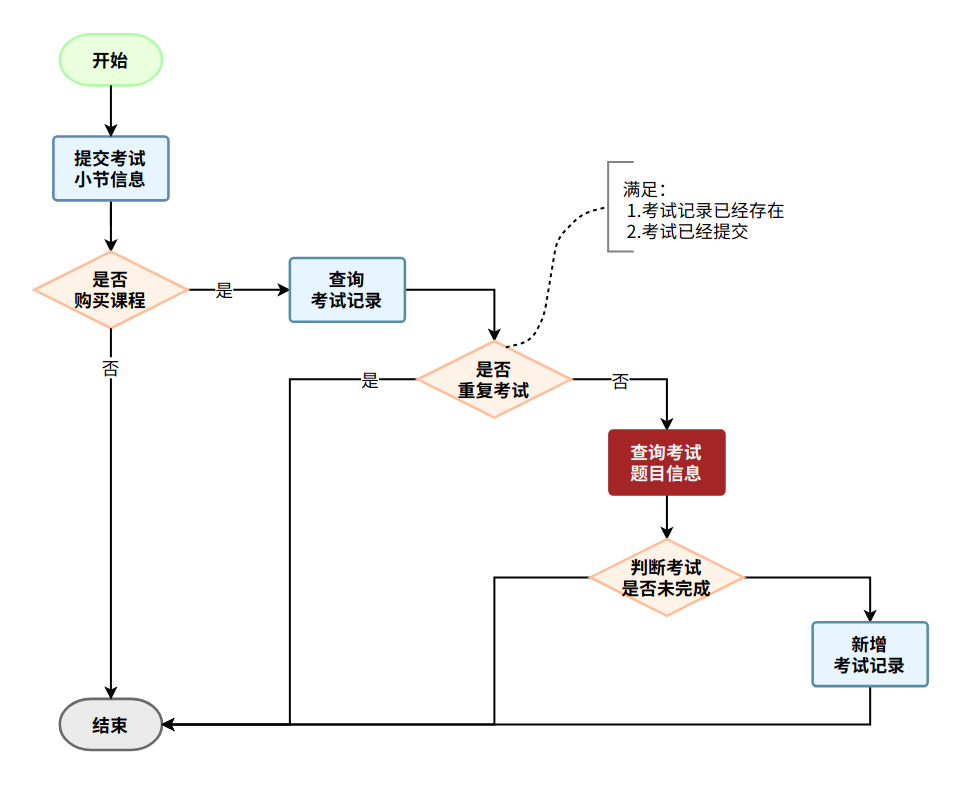 开始
提交考试
小节信息
满足：
1.考试记录已经存在
2.考试已经提交
是否
购买课程
是
查询
考试记录
否
是否
重复考试
是
否
查询考试
题目信息
判断考试
是否未完成
新增
考试记录
结束